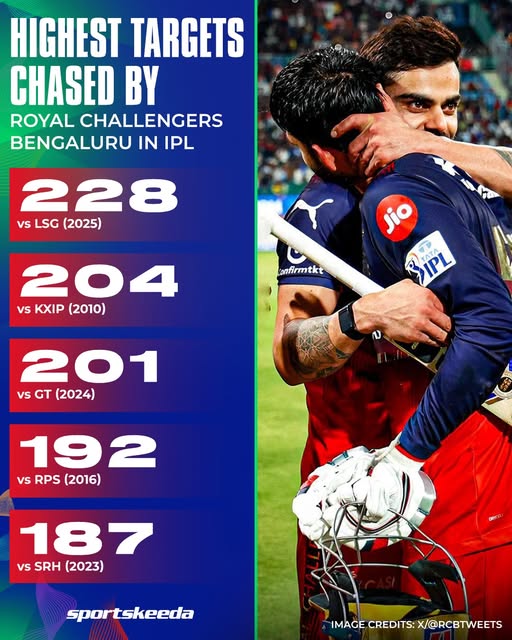 HIGHEST TARGETS
CHASED BY
ROYAL CHALLENGERS
BENGALURU IN IPL
228
vs LSG (2025)
204
vs KXIP (2010)
201
vs GT (2024)
192
vs RPS (2016)
187
vs SRH (2023)
sportskeeda
Jio
TATA
IPL
confirmtkt
IMAGE CREDITS: X/@RCBTWEETS